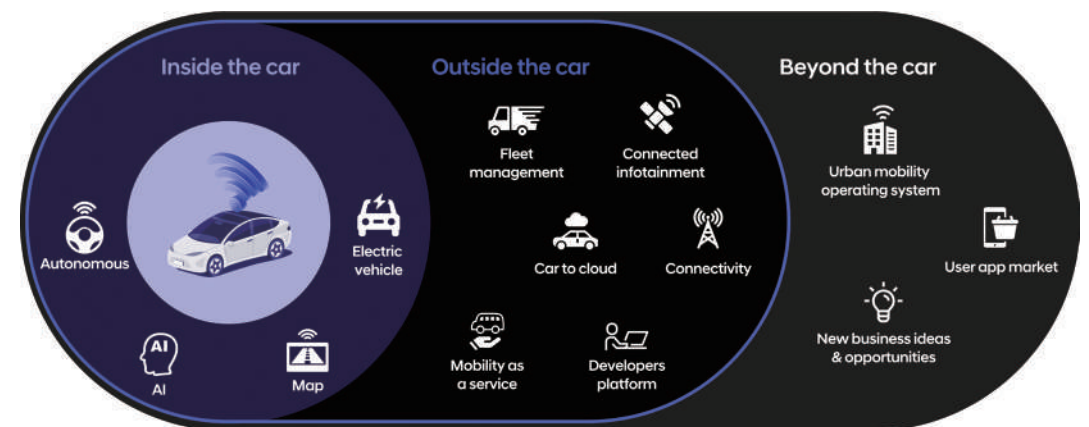 Inside the car
Autonomous
Electric
vehicle
AI
AI
Map
Outside the car
Fleet
management
Connected
infotainment
Car to cloud
Connectivity
Mobility as
a service
Developers
platform
Beyond the car
Urban mobility
operating system
User app market
New business ideas
& opportunities